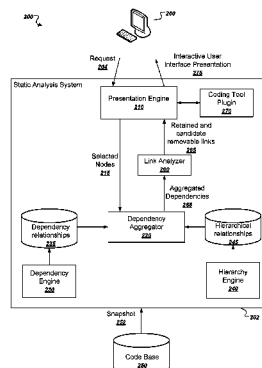 200
260
Request
204
Interactive User
Interface Presentation
275
Static Analysis System
Presentation Engine
210
Coding Tool
Plugin
270
Retained and
candidate
removable links
265
Selected
Nodes
215
Link Analyzer
260
Aggregated
Dependencies
255
Dependency
relationships
235
Dependency
Aggregator
220
Hierarchical
relationships
245
Dependency
Engine
230
Hierarchy
Engine
240
202
Snapshot
252
Code Base
250